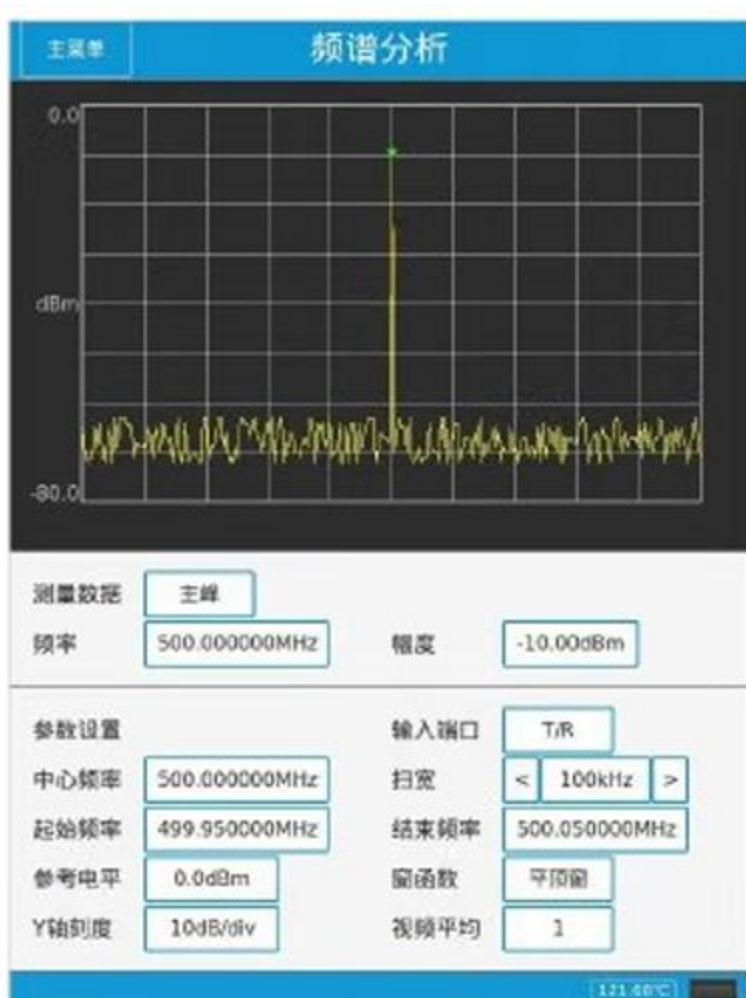 主菜单
频谱分析
0.0
dBm
-80.0
测量数据 主峰
频率 500.000000MHz 幅度 -10.00dBm
参数设置 输入端口 T/R
中心频率 500.000000MHz 扫宽 < 100kHz >
起始频率 499.950000MHz 结束频率 500.050000MHz
参考电平 0.0dBm 窗函数 平顶窗
Y轴刻度 10dB/div 视频平均 1
121.60℃